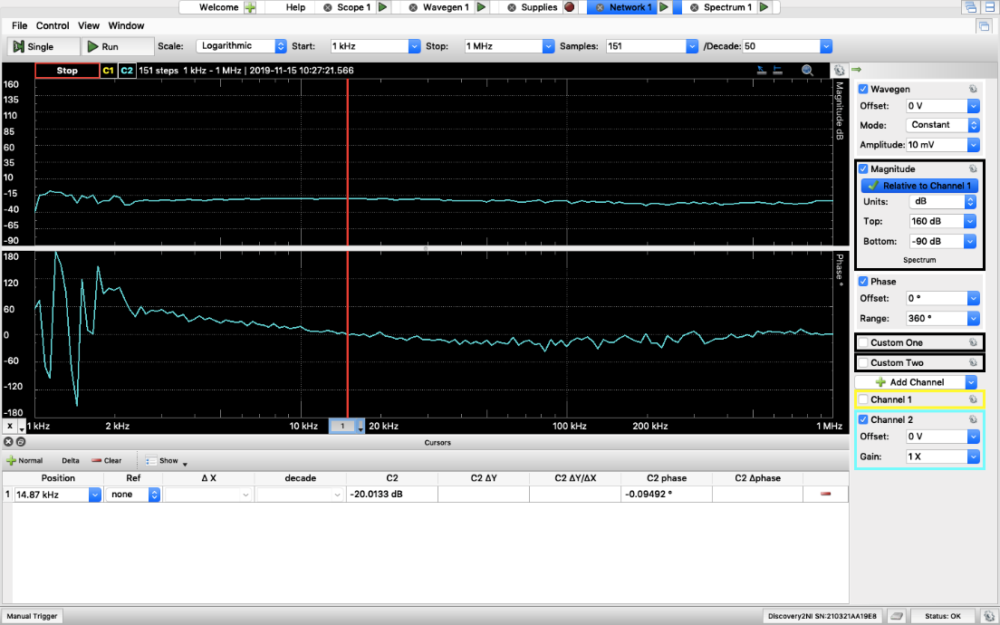 Welcome Help Scope 1 Wavegen 1 Supplies Network 1 Spectrum 1
File Control View Window
Single Run Scale: Logarithmic Start: 1 kHz Stop: 1 MHz Samples: 151 /Decade: 50
Stop C1 C2 151 steps 1 kHz - 1 MHz | 2019-11-15 10:27:21.566
160
135
110
85
60
35
10
-15
-40
-65
-90
Magnitude dB
180
120
60
0
-60
-120
-180
Phase °
X 1 kHz 2 kHz 10 kHz 1 20 kHz 100 kHz 200 kHz 1 MHz
Wavegen
Offset: 0 V
Mode: Constant
Amplitude: 10 mV
Magnitude
Relative to Channel 1
Units: dB
Top: 160 dB
Bottom: -90 dB
Spectrum
Phase
Offset: 0 °
Range: 360 °
Custom One
Custom Two
Add Channel
Channel 1
Channel 2
Offset: 0 V
Gain: 1 X
Cursors
Normal Delta Clear Show
Position Ref Δ X decade C2 C2 ΔY C2 ΔY/ΔX C2 phase C2 Δphase
1 14.87 kHz none -20.0133 dB -0.09492 °
Manual Trigger Discovery2NI SN:210321AA19E8 Status: OK